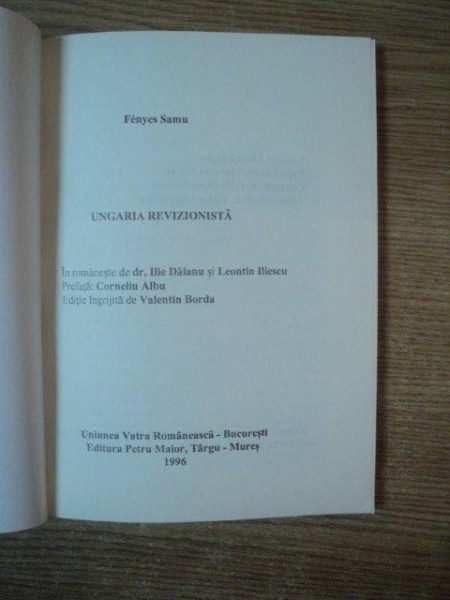 Fényes Samu
UNGARIA REVIZIONISTĂ
În românește de dr. Ilie Dăianu și Leontin Iliescu
Prefață: Corneliu Albu
Ediție îngrijită de Valentin Borda
Uniunea Vatra Românească - București
Editura Petru Maior, Târgu - Mureș
1996